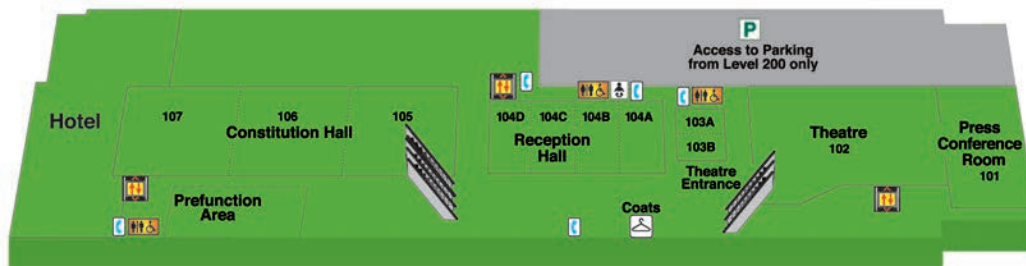 P
Access to Parking
from Level 200 only
Hotel
107
106
105
Constitution Hall
104D
104C
104B
104A
Reception
Hall
103A
103B
Theatre
Entrance
Theatre
102
Press
Conference
Room
101
Prefunction
Area
Coats